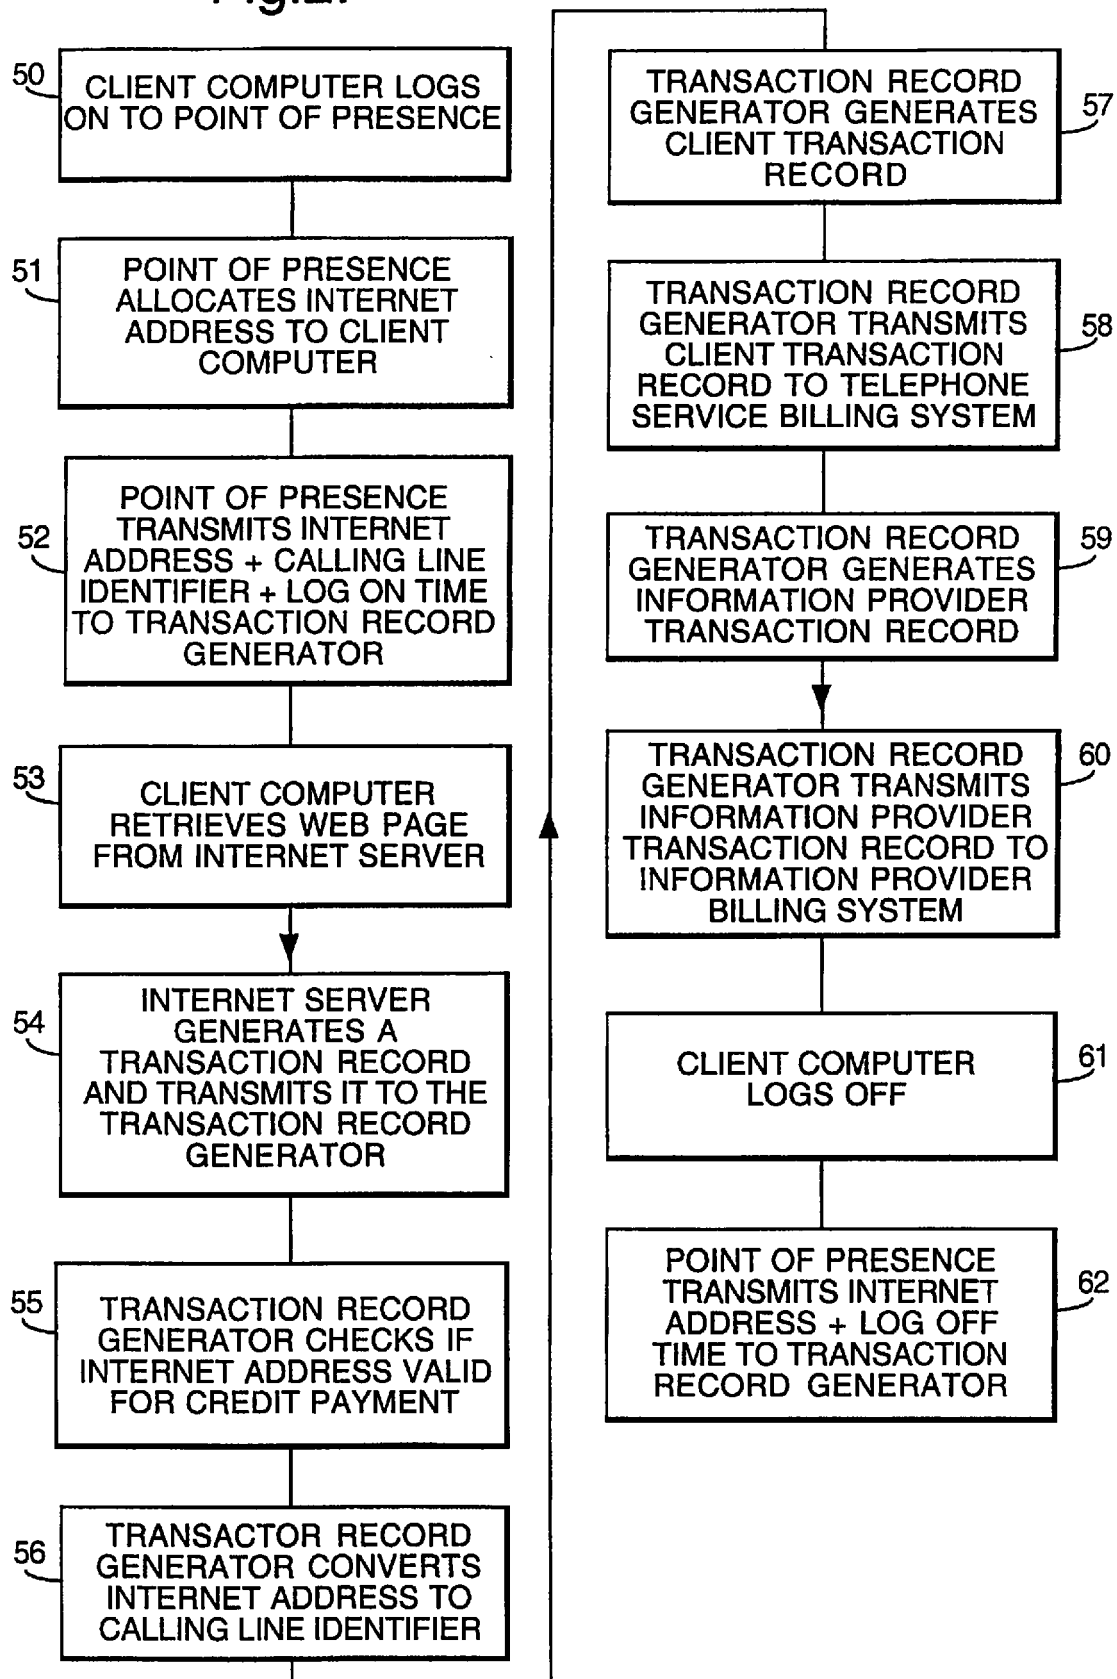 50
CLIENT COMPUTER LOGS
ON TO POINT OF PRESENCE
51
POINT OF PRESENCE
ALLOCATES INTERNET
ADDRESS TO CLIENT
COMPUTER
52
POINT OF PRESENCE
TRANSMITS INTERNET
ADDRESS + CALLING LINE
IDENTIFIER + LOG ON TIME
TO TRANSACTION RECORD
GENERATOR
53
CLIENT COMPUTER
RETRIEVES WEB PAGE
FROM INTERNET SERVER
54
INTERNET SERVER
GENERATES A
TRANSACTION RECORD
AND TRANSMITS IT TO THE
TRANSACTION RECORD
GENERATOR
55
TRANSACTION RECORD
GENERATOR CHECKS IF
INTERNET ADDRESS VALID
FOR CREDIT PAYMENT
56
TRANSACTOR RECORD
GENERATOR CONVERTS
INTERNET ADDRESS TO
CALLING LINE IDENTIFIER
TRANSACTION RECORD
GENERATOR GENERATES
CLIENT TRANSACTION
RECORD
57
TRANSACTION RECORD
GENERATOR TRANSMITS
CLIENT TRANSACTION
RECORD TO TELEPHONE
SERVICE BILLING SYSTEM
58
TRANSACTION RECORD
GENERATOR GENERATES
INFORMATION PROVIDER
TRANSACTION RECORD
59
TRANSACTION RECORD
GENERATOR TRANSMITS
INFORMATION PROVIDER
TRANSACTION RECORD TO
INFORMATION PROVIDER
BILLING SYSTEM
60
CLIENT COMPUTER
LOGS OFF
61
POINT OF PRESENCE
TRANSMITS INTERNET
ADDRESS + LOG OFF
TIME TO TRANSACTION
RECORD GENERATOR
62